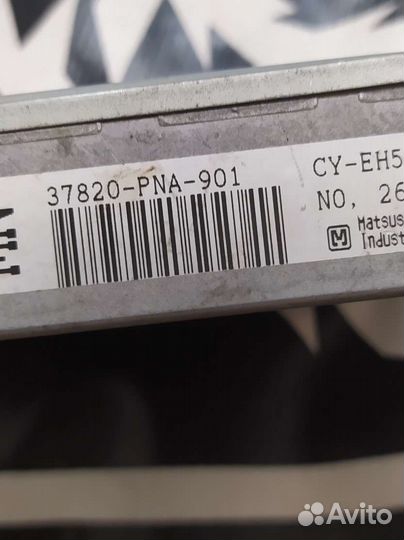 37820-PNA-901
CY-EH5
NO, 26
Matsus
Indust
Avito